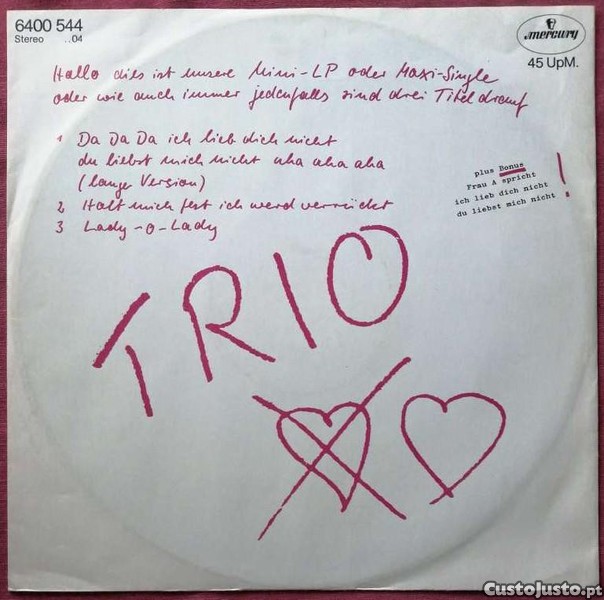 6400 544
Stereo ..04
mercury
45 UpM.
Hallo dies ist unsere Mini-LP oder Maxi-Single
oder wie auch immer jedenfalls sind drei Titel drauf
1 Da Da Da ich lieb dich nicht
du liebst mich nicht aha aha aha
(lange Version)
2 Halt mich fest ich werd verrückt
3 Lady-o-Lady
plus Bonus
Frau A spricht
ich lieb dich nicht
du liebst mich nicht !
TRIO
CustoJusto.pt